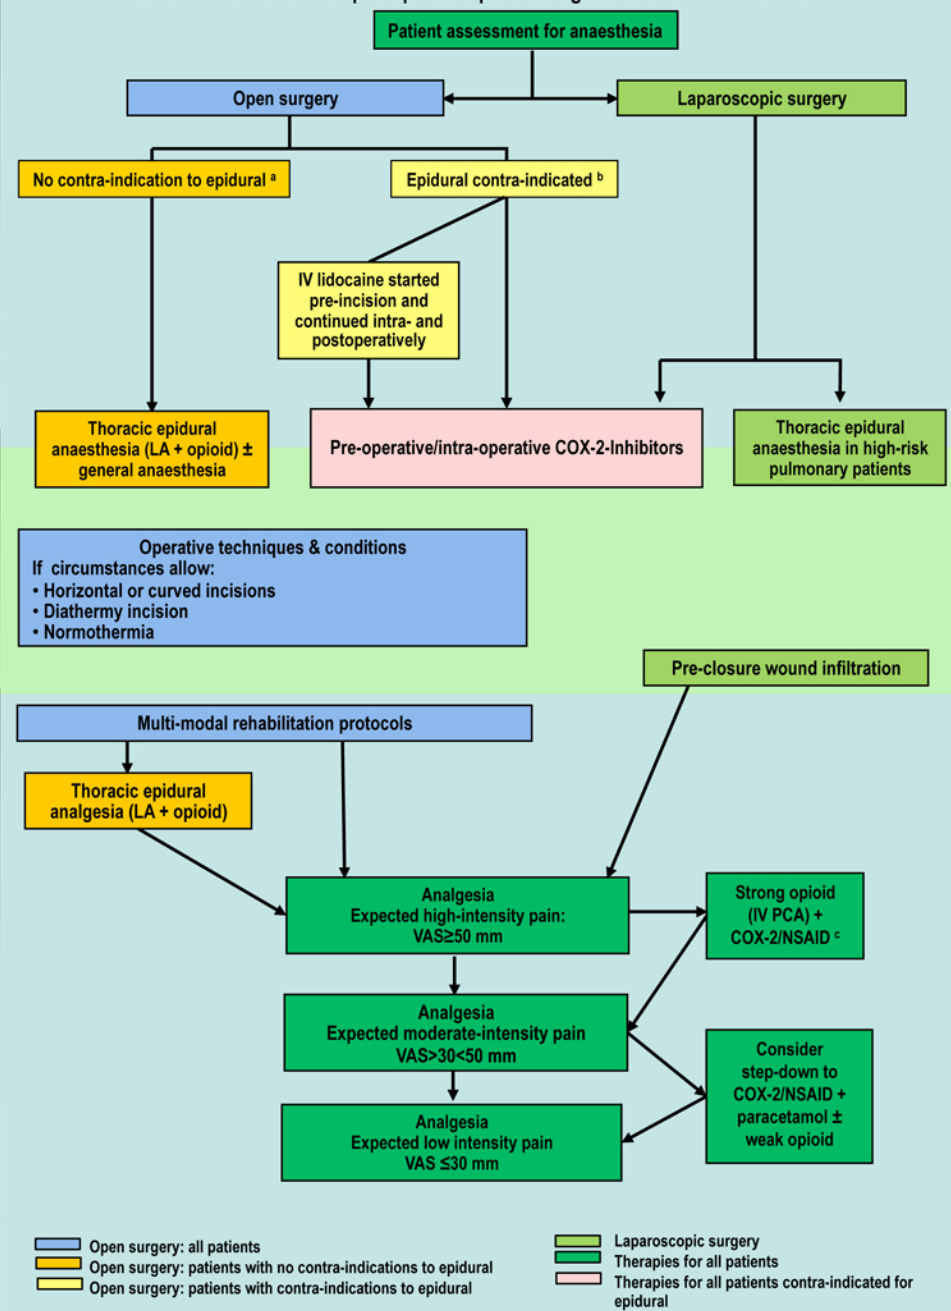 Patient assessment for anaesthesia
Open surgery
Laparoscopic surgery
No contra-indication to epidural a
Epidural contra-indicated b
IV lidocaine started
pre-incision and
continued intra- and
postoperatively
Thoracic epidural
anaesthesia (LA + opioid) ±
general anaesthesia
Pre-operative/intra-operative COX-2-Inhibitors
Thoracic epidural
anaesthesia in high-risk
pulmonary patients
Operative techniques & conditions
If circumstances allow:
• Horizontal or curved incisions
• Diathermy incision
• Normothermia
Pre-closure wound infiltration
Multi-modal rehabilitation protocols
Thoracic epidural
analgesia (LA + opioid)
Analgesia
Expected high-intensity pain:
VAS≥50 mm
Strong opioid
(IV PCA) +
COX-2/NSAID c
Analgesia
Expected moderate-intensity pain
VAS>30<50 mm
Consider
step-down to
COX-2/NSAID +
paracetamol ±
weak opioid
Analgesia
Expected low intensity pain
VAS ≤30 mm
Open surgery: all patients
Open surgery: patients with no contra-indications to epidural
Open surgery: patients with contra-indications to epidural
Laparoscopic surgery
Therapies for all patients
Therapies for all patients contra-indicated for
epidural